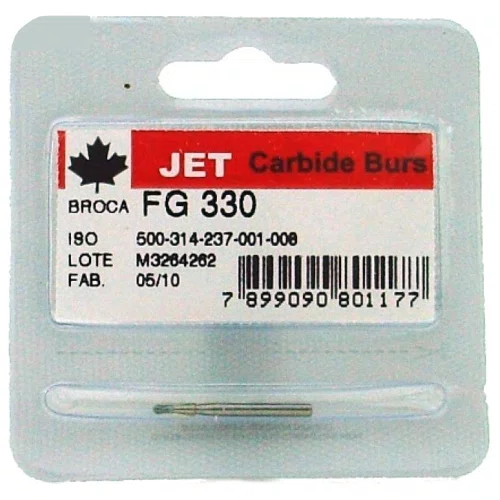 JET Carbide Burs
BROCA FG 330
ISO 500-314-237-001-008
LOTE M3264262
FAB. 05/10
7 899090 801177